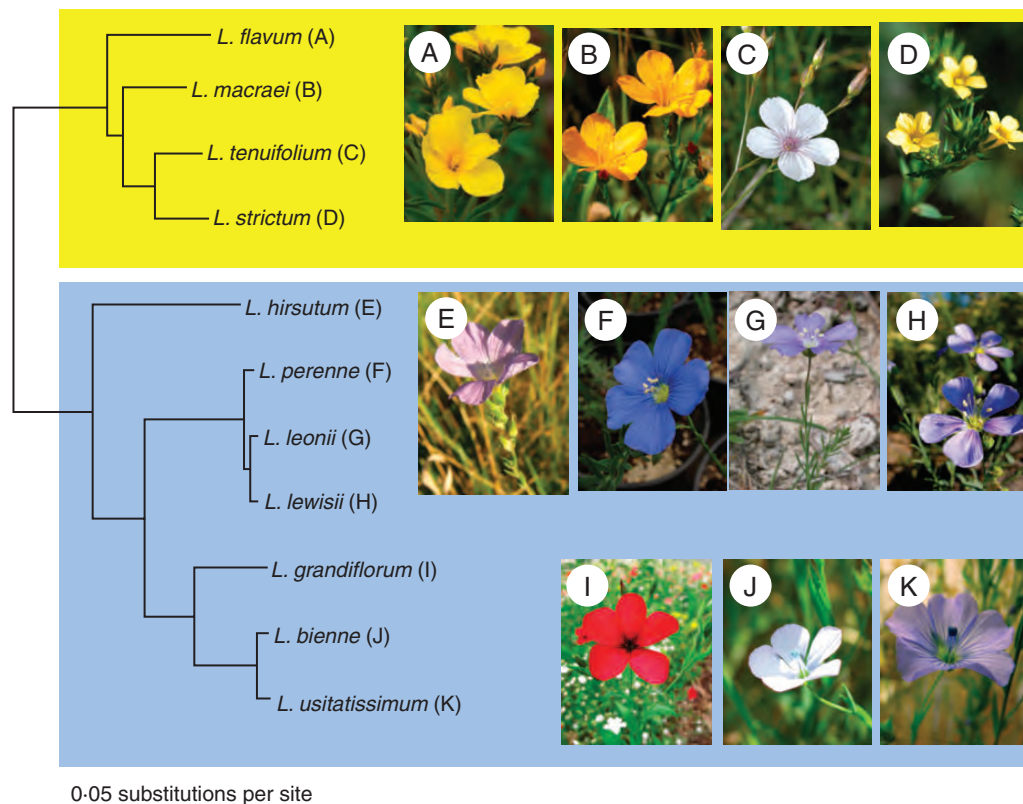 L. flavum (A)
L. macraei (B)
L. tenuifolium (C)
L. strictum (D)
A
B
C
D
L. hirsutum (E)
L. perenne (F)
L. leonii (G)
L. lewisii (H)
L. grandiflorum (I)
L. bienne (J)
L. usitatissimum (K)
E
F
G
H
I
J
K
0·05 substitutions per site